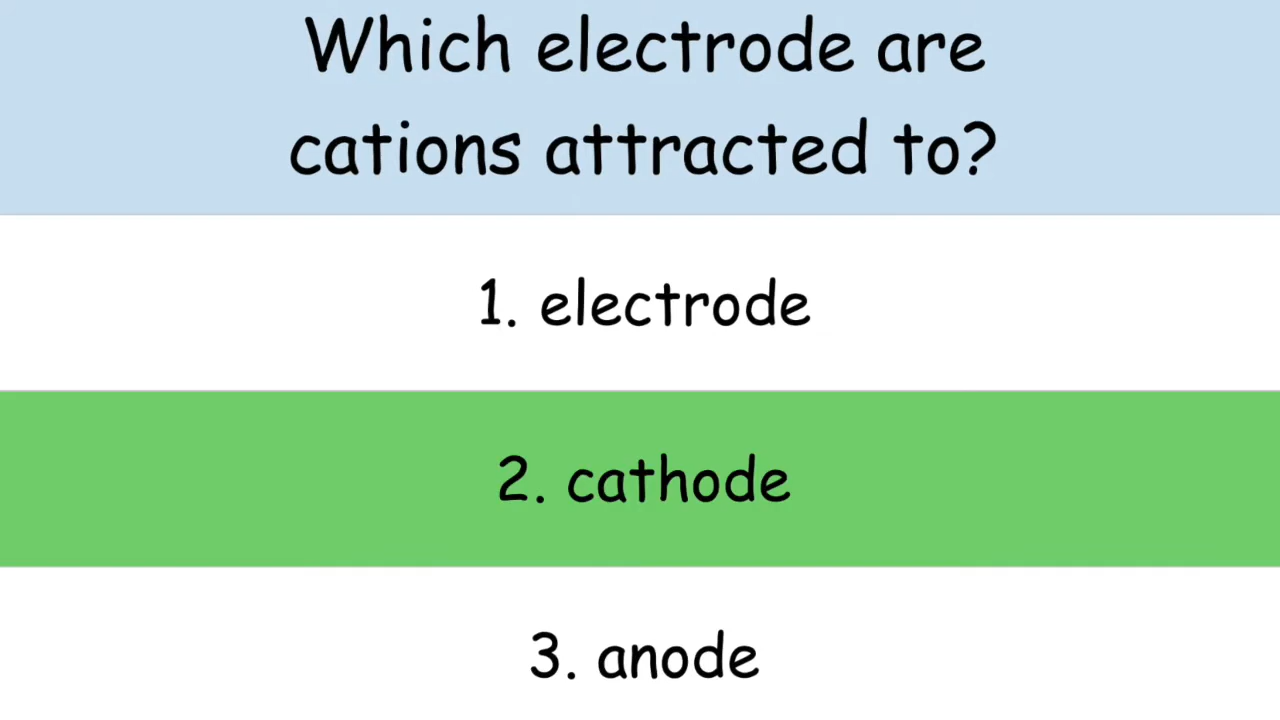 Which electrode are
cations attracted to?
1. electrode
2. cathode
3. anode